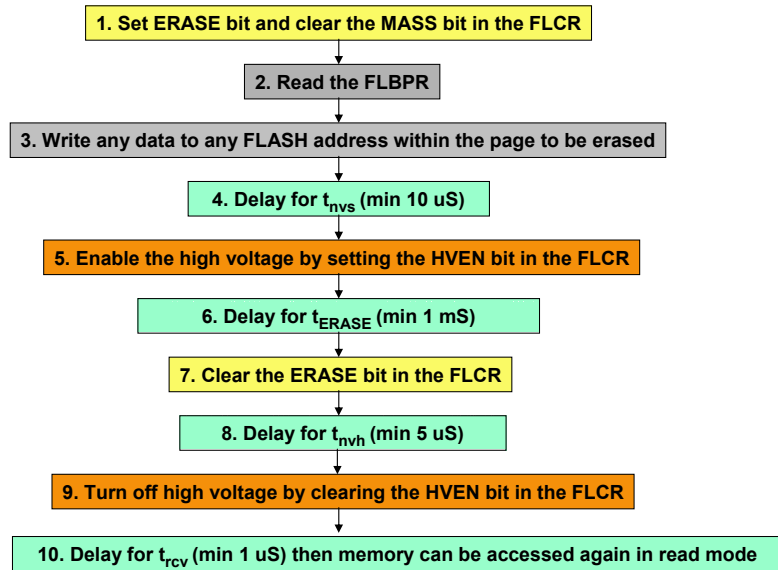 1. Set ERASE bit and clear the MASS bit in the FLCR
2. Read the FLBPR
3. Write any data to any FLASH address within the page to be erased
4. Delay for tnvs (min 10 uS)
5. Enable the high voltage by setting the HVEN bit in the FLCR
6. Delay for tERASE (min 1 mS)
7. Clear the ERASE bit in the FLCR
8. Delay for tnvh (min 5 uS)
9. Turn off high voltage by clearing the HVEN bit in the FLCR
10. Delay for trcv (min 1 uS) then memory can be accessed again in read mode